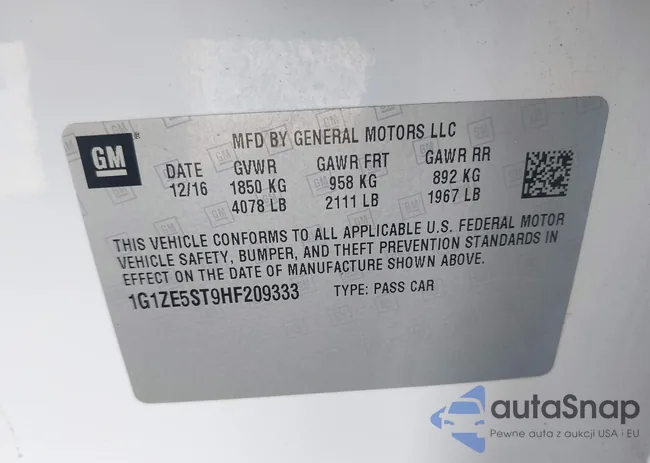 GM
MFD BY GENERAL MOTORS LLC
DATE GVWR GAWR FRT GAWR RR
12/16 1850 KG 958 KG 892 KG
4078 LB 2111 LB 1967 LB
THIS VEHICLE CONFORMS TO ALL APPLICABLE U.S. FEDERAL MOTOR
VEHICLE SAFETY, BUMPER, AND THEFT PREVENTION STANDARDS IN
EFFECT ON THE DATE OF MANUFACTURE SHOWN ABOVE.
1G1ZE5ST9HF209333 TYPE: PASS CAR
autaSnap
Pewne auta z aukcji USA i EU